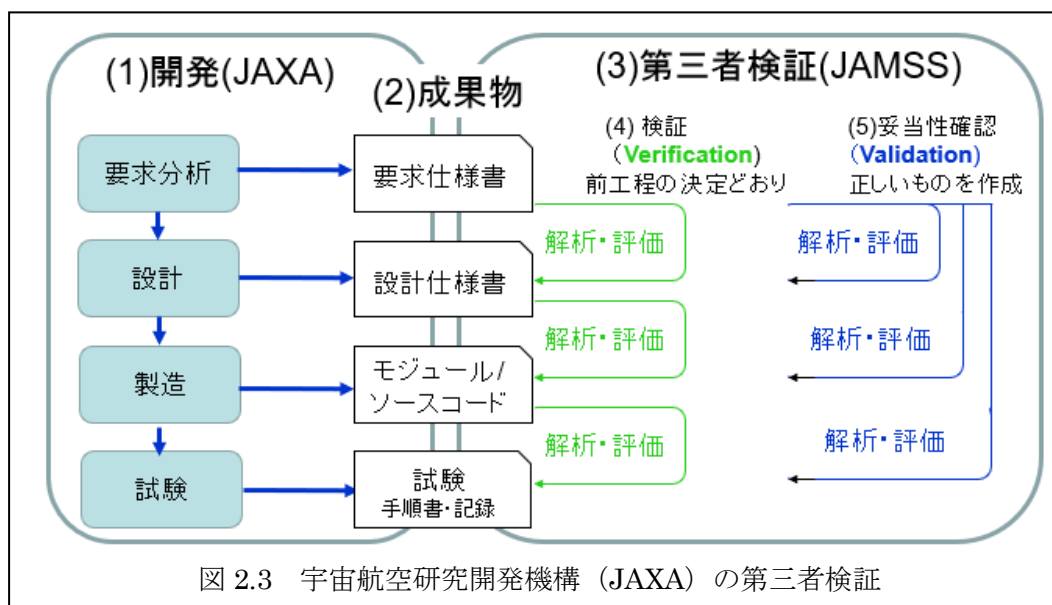 (1)開発(JAXA)
(2)成果物
(3)第三者検証(JAMSS)
(4) 検証
(Verification)
前工程の決定どおり
(5)妥当性確認
(Validation)
正しいものを作成
要求分析
要求仕様書
解析・評価
解析・評価
設計
設計仕様書
解析・評価
解析・評価
製造
モジュール/
ソースコード
解析・評価
解析・評価
試験
試験
手順書・記録
図 2.3 宇宙航空研究開発機構（JAXA）の第三者検証